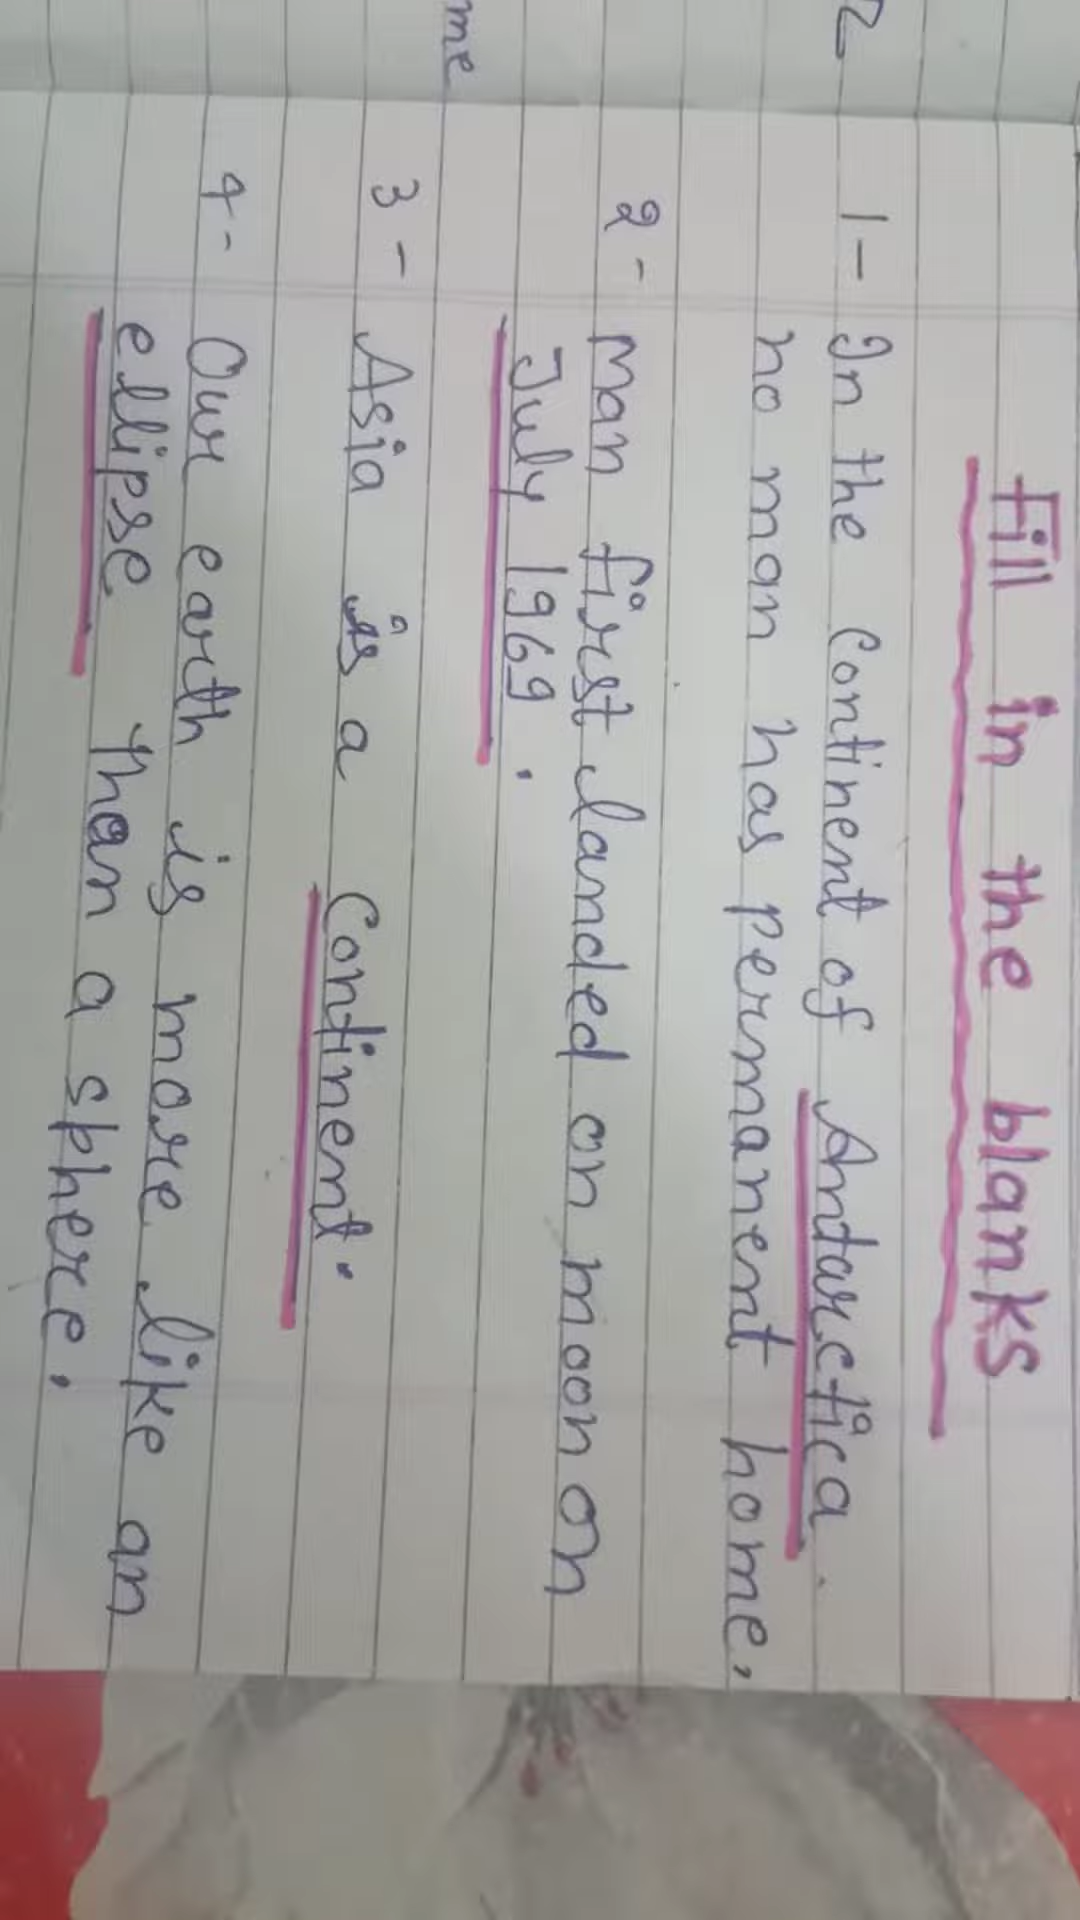 Fill in the blanks
1- In the Continent of Antarctica.
no man has permanent home.
2- Man first landed on moon on
July 1969.
3- Asia is a Continent.
4- Our earth is more like an
ellipse than a sphere.
me